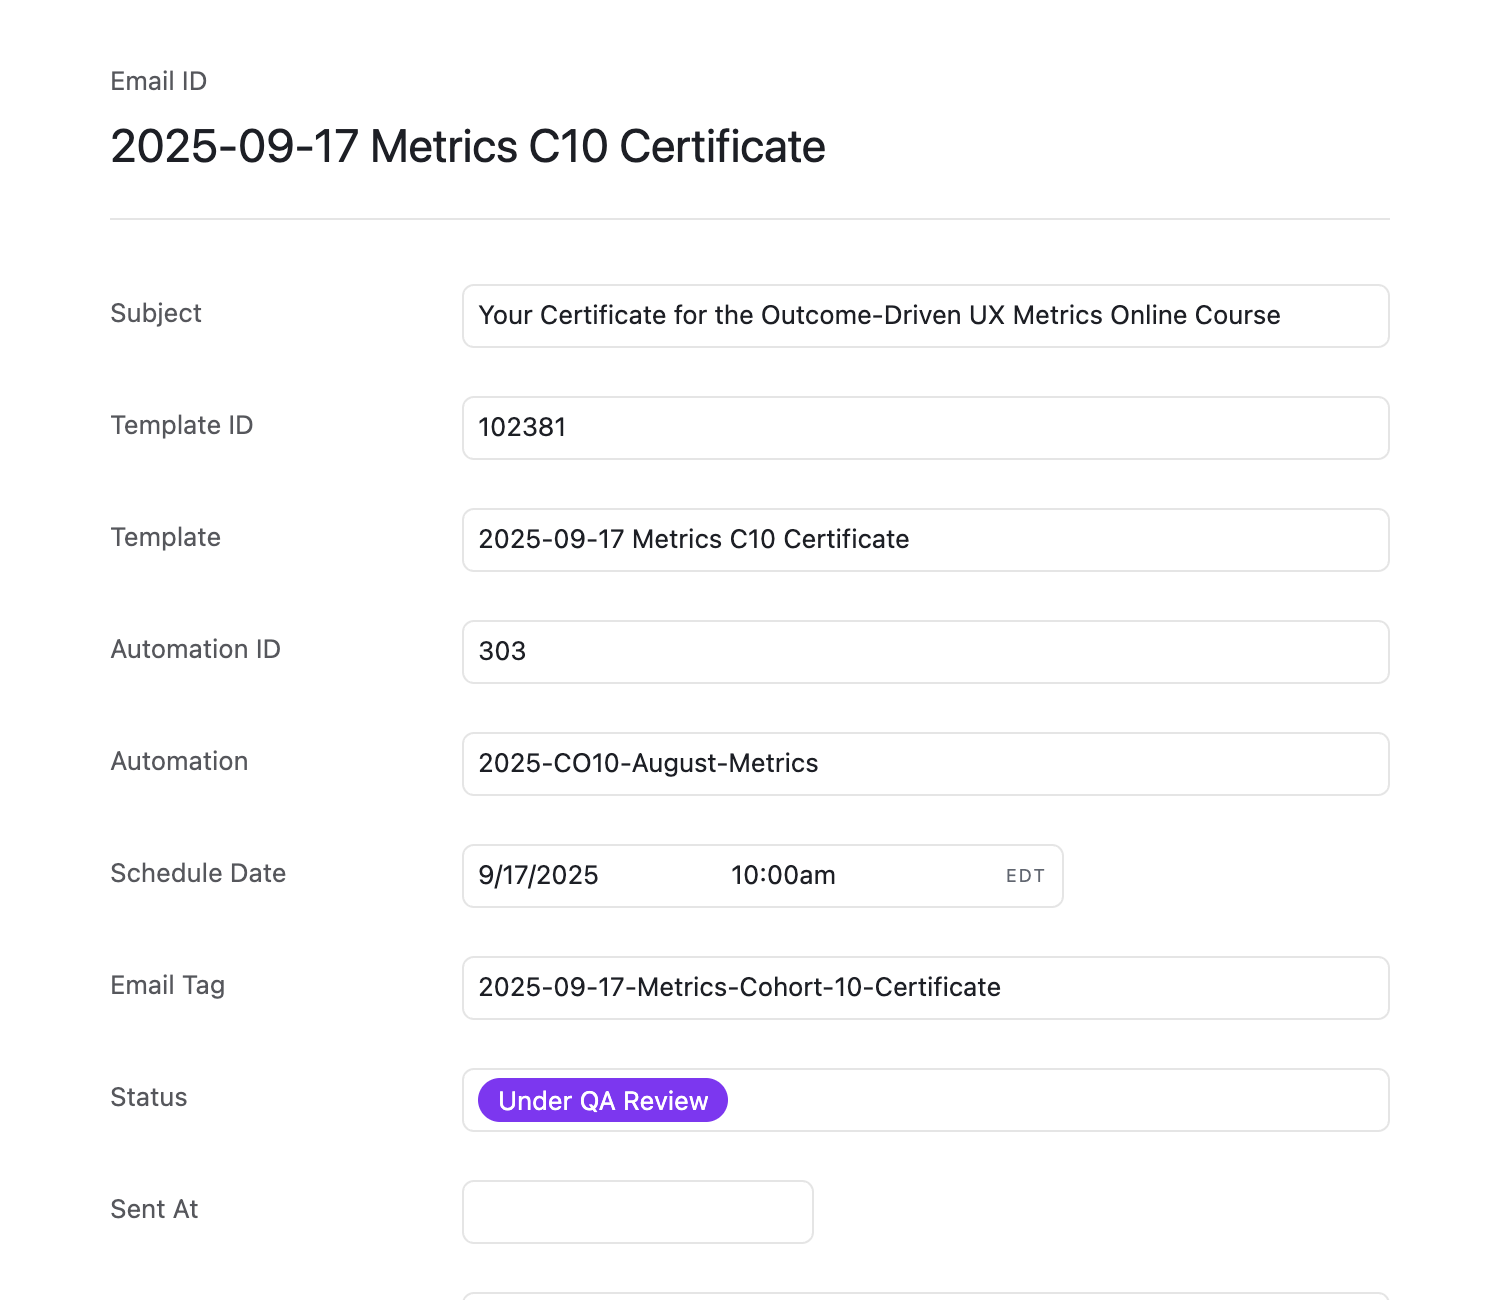 Email ID
2025-09-17 Metrics C10 Certificate
Subject
Your Certificate for the Outcome-Driven UX Metrics Online Course
Template ID
102381
Template
2025-09-17 Metrics C10 Certificate
Automation ID
303
Automation
2025-CO10-August-Metrics
Schedule Date
9/17/2025 10:00am EDT
Email Tag
2025-09-17-Metrics-Cohort-10-Certificate
Status
Under QA Review
Sent At